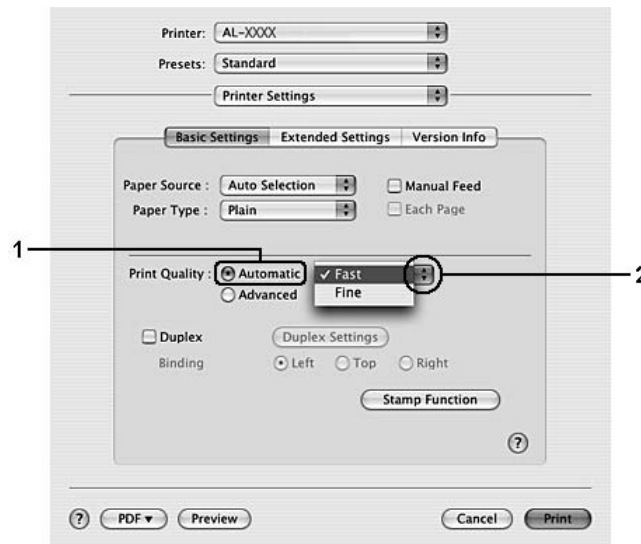 Printer: AL-XXXX
Presets: Standard
Printer Settings
Basic Settings Extended Settings Version Info
Paper Source : Auto Selection Manual Feed
Paper Type : Plain Each Page
1
Print Quality : Automatic ✓ Fast 2
Advanced Fine
Duplex Duplex Settings
Binding Left Top Right
Stamp Function
?
? PDF▼ Preview Cancel Print